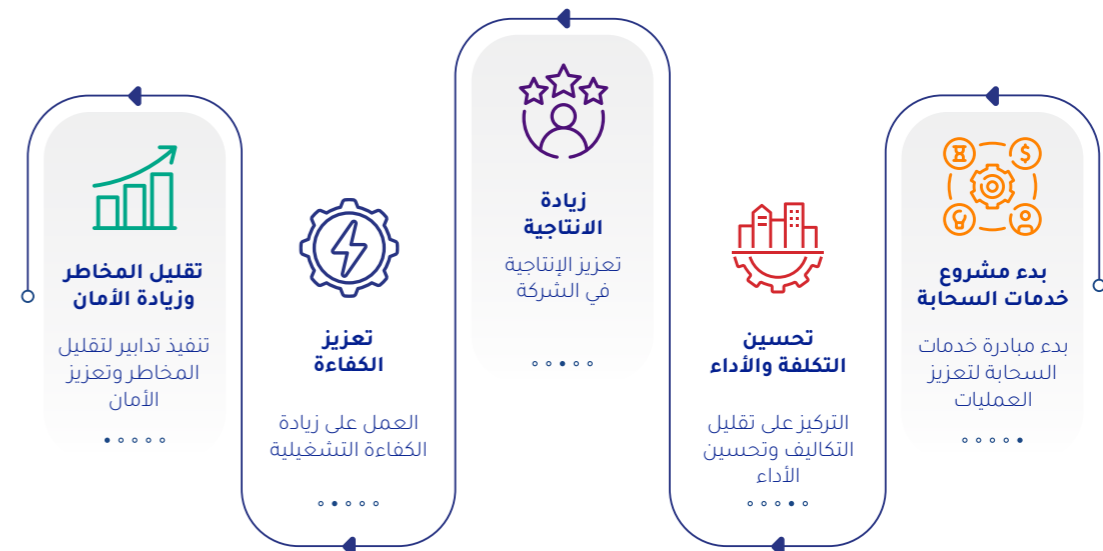 بدء مشروع
خدمات السحابة
بدء مبادرة خدمات
السحابة لتعزيز
العمليات
تحسين
التكلفة والأداء
التركيز على تقليل
التكاليف وتحسين
الأداء
زيادة
الانتاجية
تعزيز الإنتاجية
في الشركة
تعزيز
الكفاءة
العمل على زيادة
الكفاءة التشغيلية
تقليل المخاطر
وزيادة الأمان
تنفيذ تدابير لتقليل
المخاطر وتعزيز
الأمان